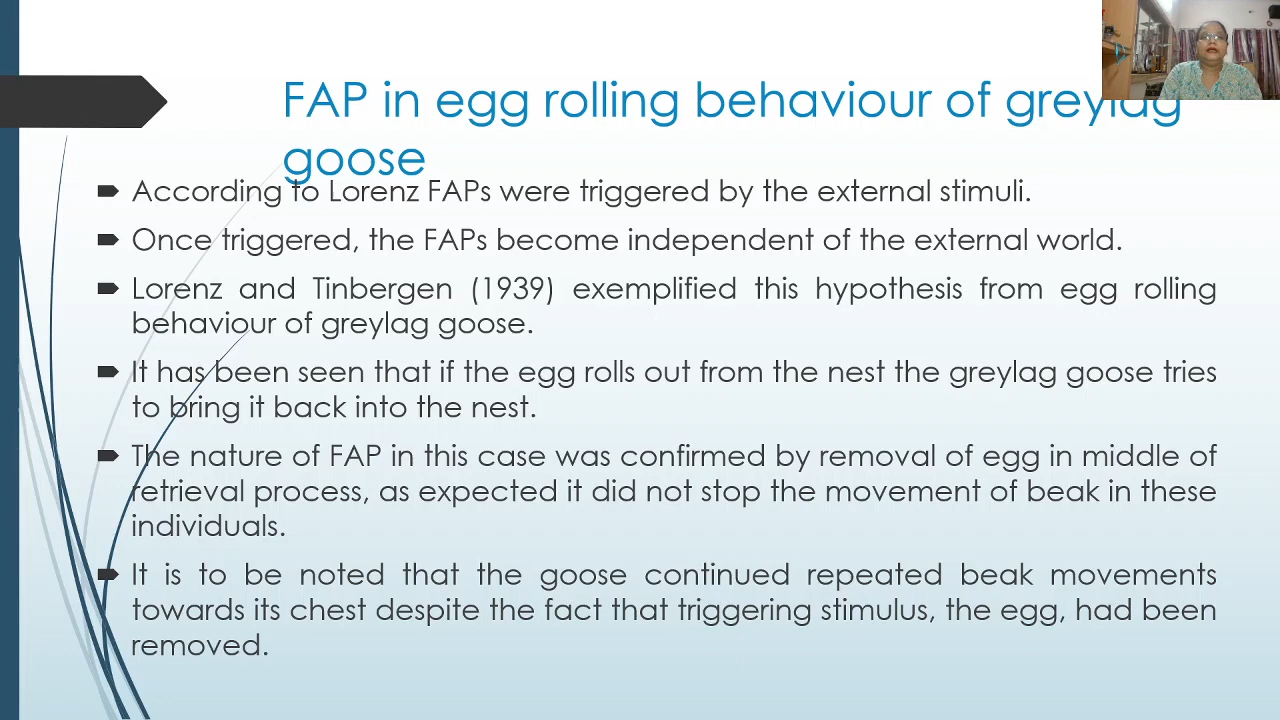 FAP in egg rolling behaviour of greylag
goose
According to Lorenz FAPs were triggered by the external stimuli.
Once triggered, the FAPs become independent of the external world.
Lorenz and Tinbergen (1939) exemplified this hypothesis from egg rolling
behaviour of greylag goose.
It has been seen that if the egg rolls out from the nest the greylag goose tries
to bring it back into the nest.
The nature of FAP in this case was confirmed by removal of egg in middle of
retrieval process, as expected it did not stop the movement of beak in these
individuals.
It is to be noted that the goose continued repeated beak movements
towards its chest despite the fact that triggering stimulus, the egg, had been
removed.